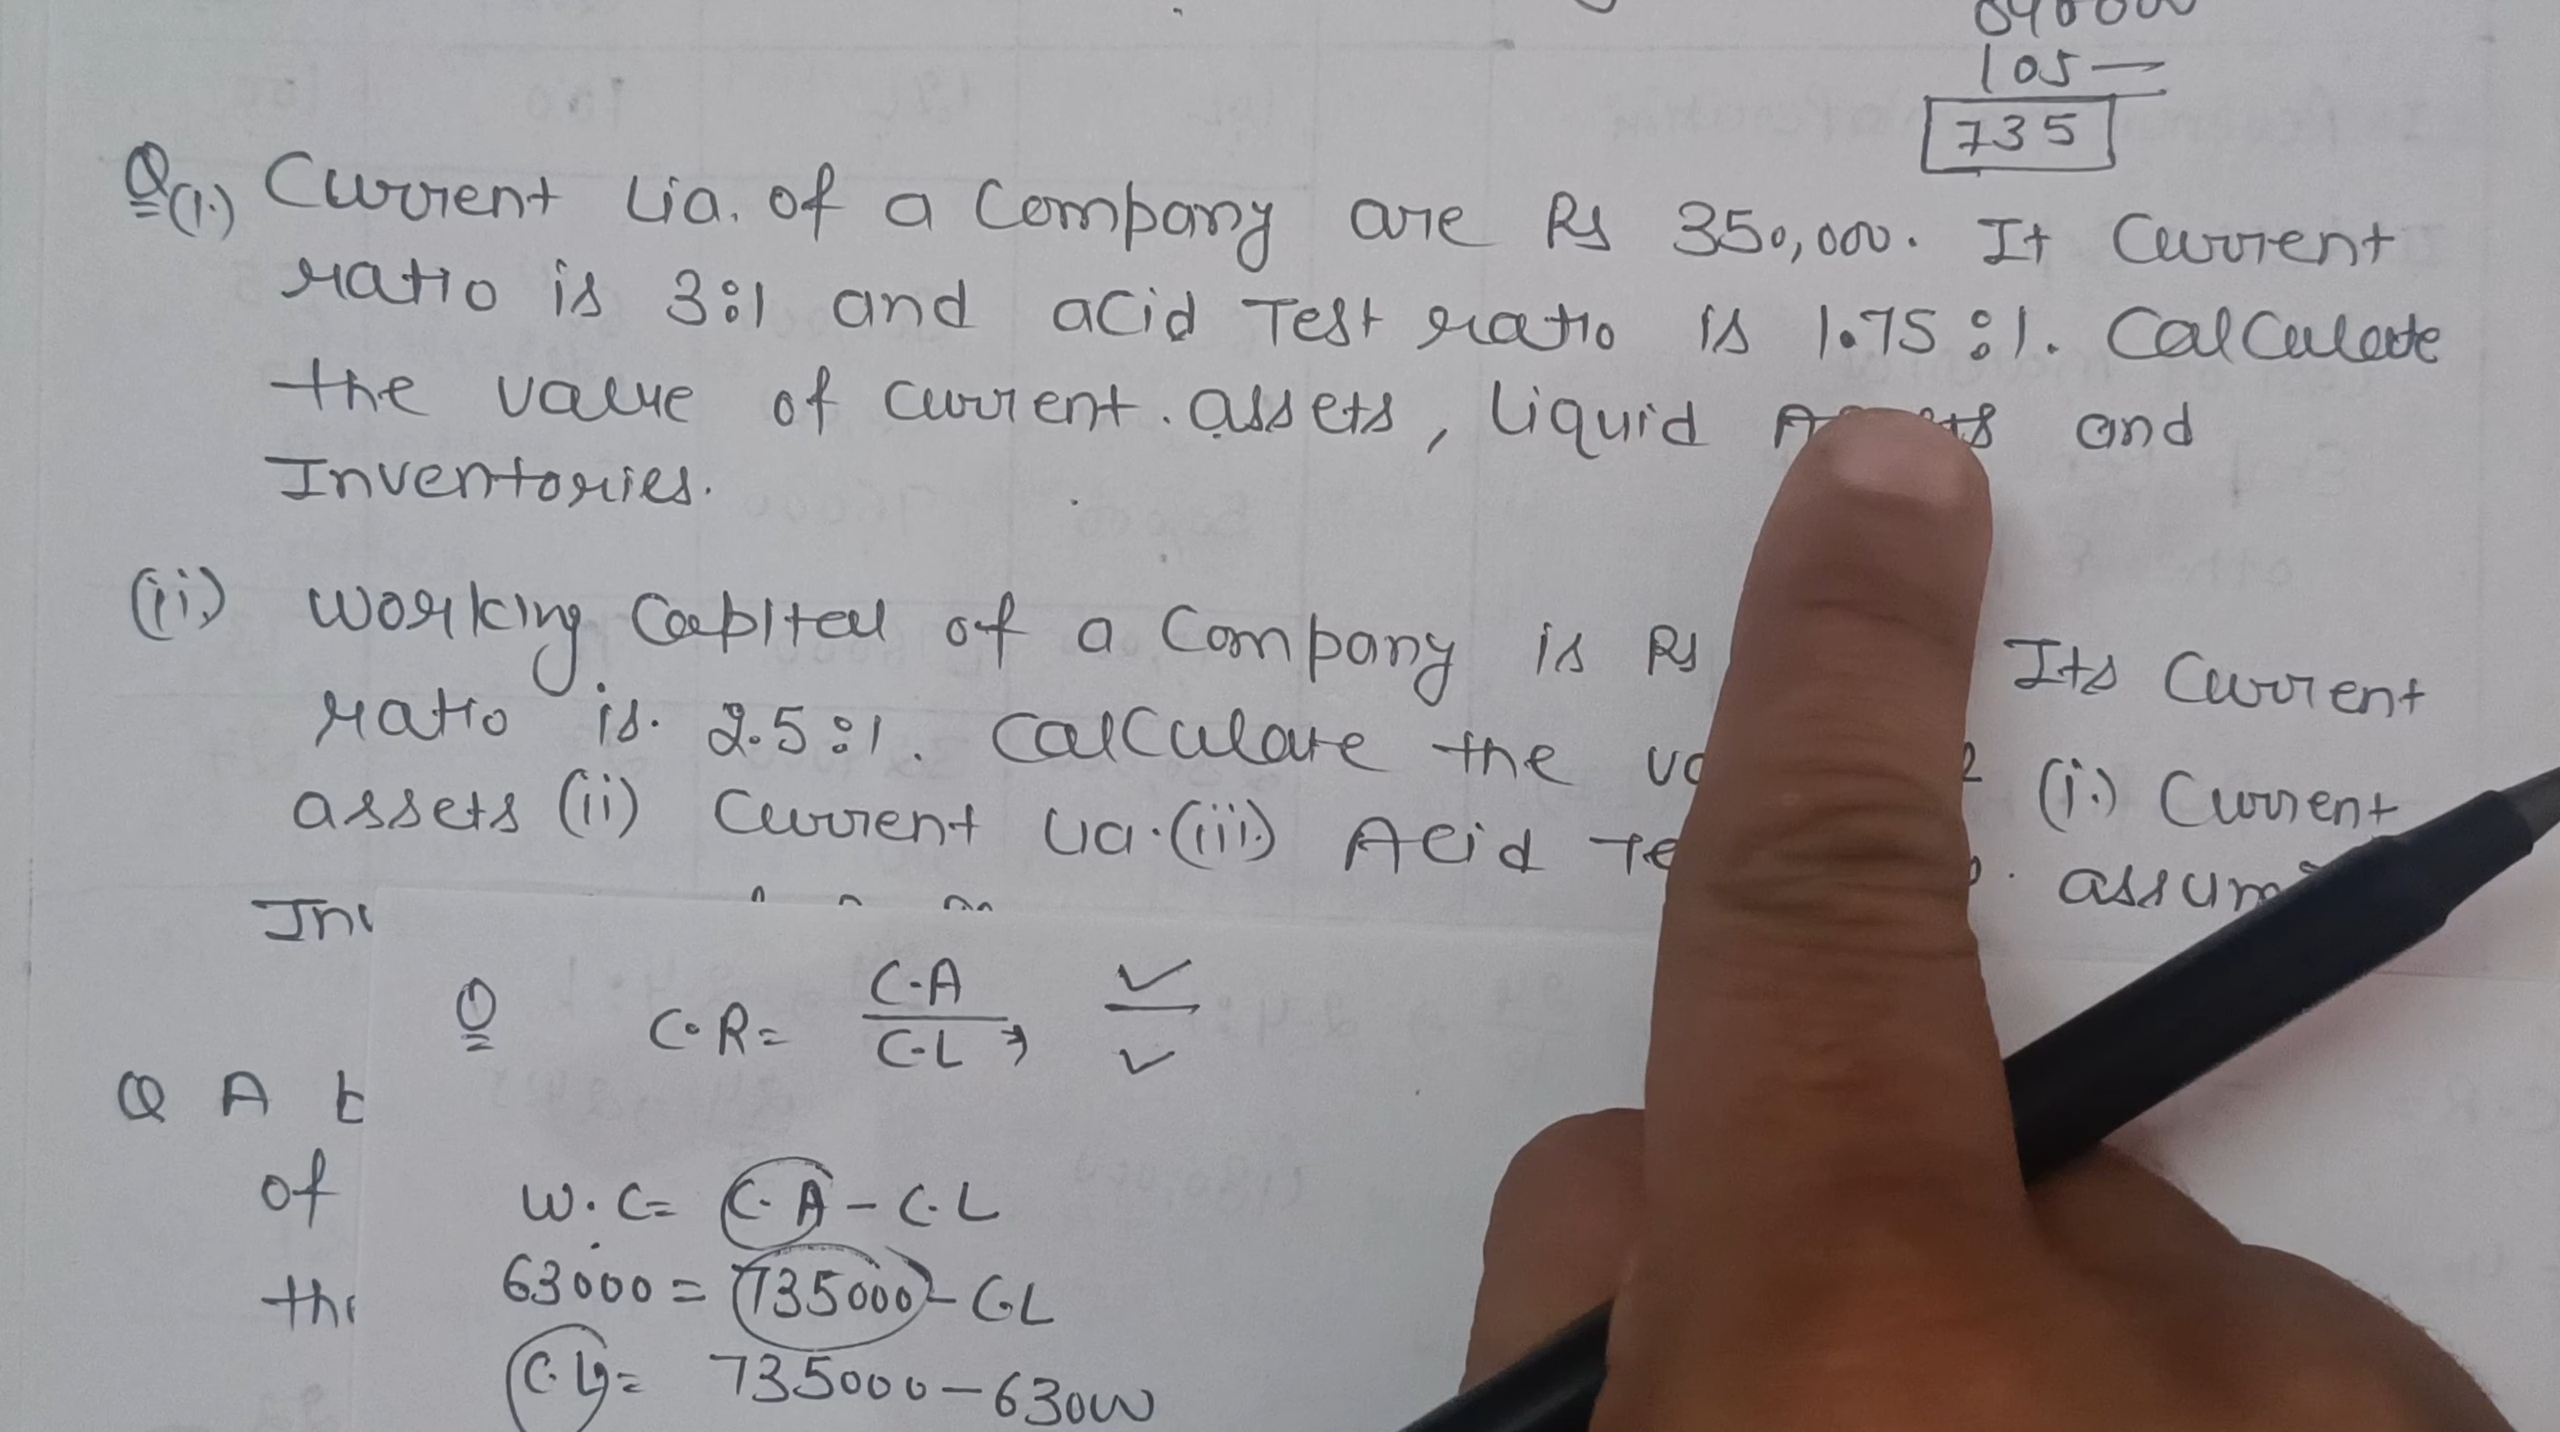 105
735
Q(1.) Current Lia. of a Company are Rs 350,000. It Current
ratio is 3:1 and acid Test ratio is 1.75:1. Calculate
the value of current. assets, liquid and
Inventories.
(ii) Working Capital of a Company is Rs Its Current
ratio is. 2.5:1. Calculate the (i.) Current
assets (ii) Current Lia. (iii) Acid assum
Q C.R = C.A / C.L
Q A
of W.C = C.A - C.L
63000 = 735000 - C.L
C.L = 735000 - 63000